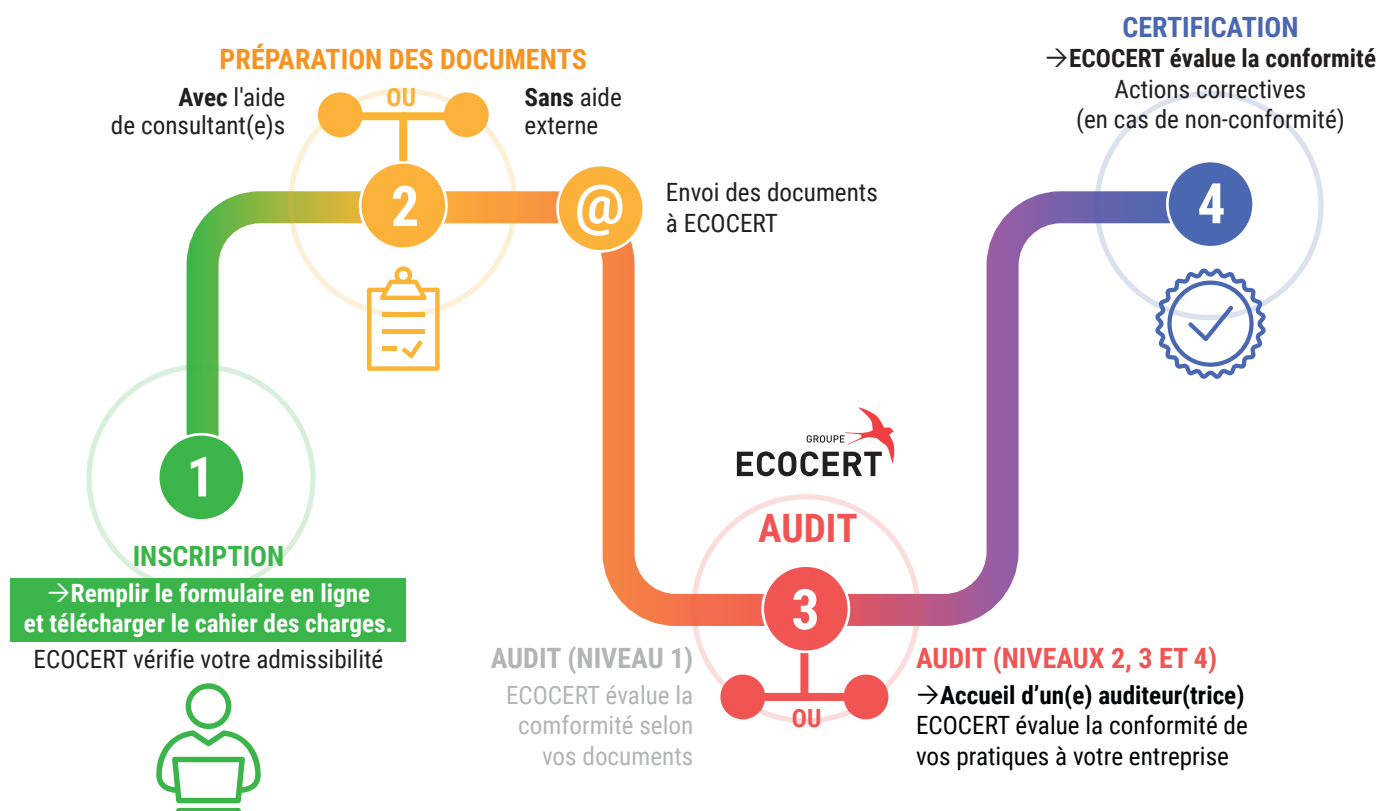 CERTIFICATION
→ECOCERT évalue la conformité
Actions correctives
(en cas de non-conformité)
4
PRÉPARATION DES DOCUMENTS
Avec l'aide
de consultant(e)s
OU
Sans aide
externe
2
@
Envoi des documents
à ECOCERT
1
INSCRIPTION
→Remplir le formulaire en ligne
et télécharger le cahier des charges.
ECOCERT vérifie votre admissibilité
GROUPE
ECOCERT
AUDIT
3
AUDIT (NIVEAU 1)
ECOCERT évalue la
comformité selon
vos documents
OU
AUDIT (NIVEAUX 2, 3 ET 4)
→Accueil d’un(e) auditeur(trice)
ECOCERT évalue la conformité de
vos pratiques à votre entreprise